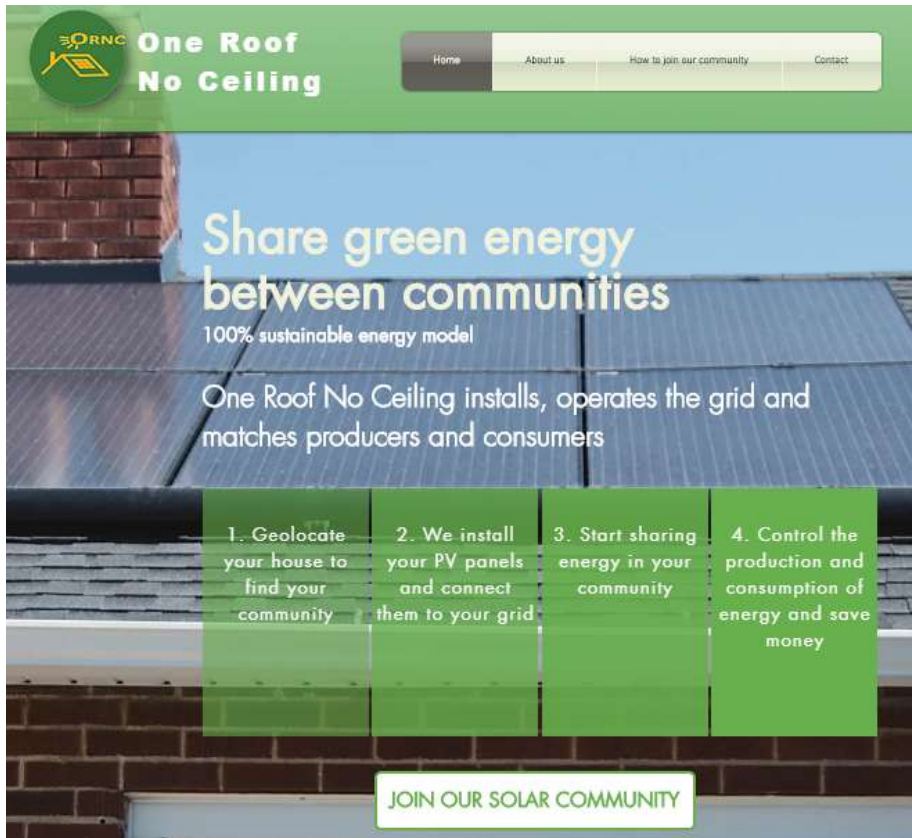 ORNC
One Roof
No Ceiling
Home
About us
How to join our community
Contact
Share green energy
between communities
100% sustainable energy model
One Roof No Ceiling installs, operates the grid and
matches producers and consumers
1. Geolocate
your house to
find your
community
2. We install
your PV panels
and connect
them to your grid
3. Start sharing
energy in your
community
4. Control the
production and
consumption of
energy and save
money
JOIN OUR SOLAR COMMUNITY